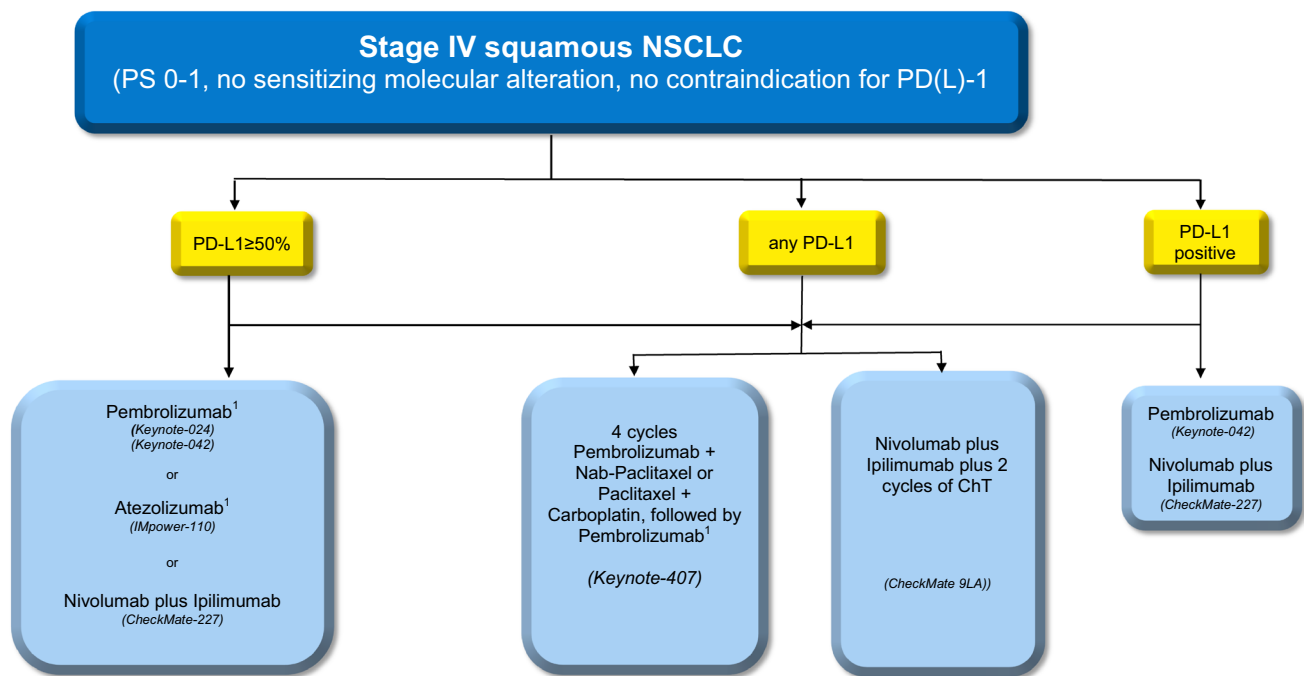 Stage IV squamous NSCLC
(PS 0-1, no sensitizing molecular alteration, no contraindication for PD(L)-1
PD-L1≥50%
any PD-L1
PD-L1
positive
Pembrolizumab¹
(Keynote-024)
(Keynote-042)
or
Atezolizumab¹
(IMpower-110)
or
Nivolumab plus Ipilimumab
(CheckMate-227)
4 cycles
Pembrolizumab +
Nab-Paclitaxel or
Paclitaxel +
Carboplatin, followed by
Pembrolizumab¹
(Keynote-407)
Nivolumab plus
Ipilimumab plus 2
cycles of ChT
(CheckMate 9LA))
Pembrolizumab
(Keynote-042)
Nivolumab plus
Ipilimumab
(CheckMate-227)